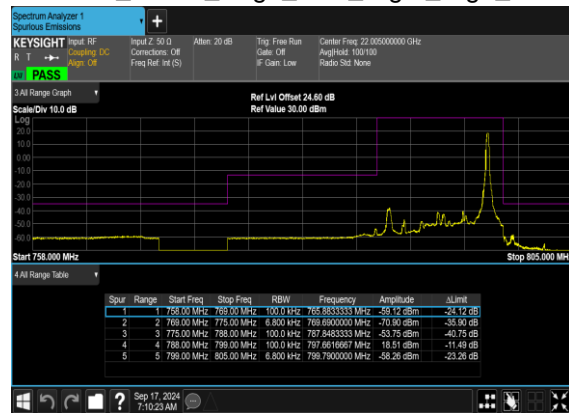 Spectrum Analyzer 1
Spurious Emissions
+
KEYSIGHT Input: RF Input Z: 50 Ω Atten: 20 dB Trig: Free Run Center Freq: 22.005000000 GHz
R T Coupling: DC Corrections: Off Gate: Off Avg|Hold: 100/100
Align: Off Freq Ref: Int (S) IF Gain: Low Radio Std: None
PASS
3 All Range Graph
Ref Lvl Offset 24.60 dB
Scale/Div 10.0 dB Ref Value 30.00 dBm
Log
20.0
10.0
0.00
-10.0
-20.0
-30.0
-40.0
-50.0
-60.0
Start 758.000 MHz Stop 805.000 MHz
4 All Range Table
Spur Range Start Freq Stop Freq RBW Frequency Amplitude ΔLimit
1 1 758.00 MHz 769.00 MHz 100.0 kHz 765.8833333 MHz -59.12 dBm -24.12 dB
2 2 769.00 MHz 775.00 MHz 6.800 kHz 769.6900000 MHz -70.90 dBm -35.90 dB
3 3 775.00 MHz 788.00 MHz 100.0 kHz 787.8483333 MHz -53.75 dBm -40.75 dB
4 4 788.00 MHz 799.00 MHz 100.0 kHz 797.6616667 MHz 18.51 dBm -11.49 dB
5 5 799.00 MHz 805.00 MHz 6.800 kHz 799.7900000 MHz -58.26 dBm -23.26 dB
? Sep 17, 2024
7:10:23 AM